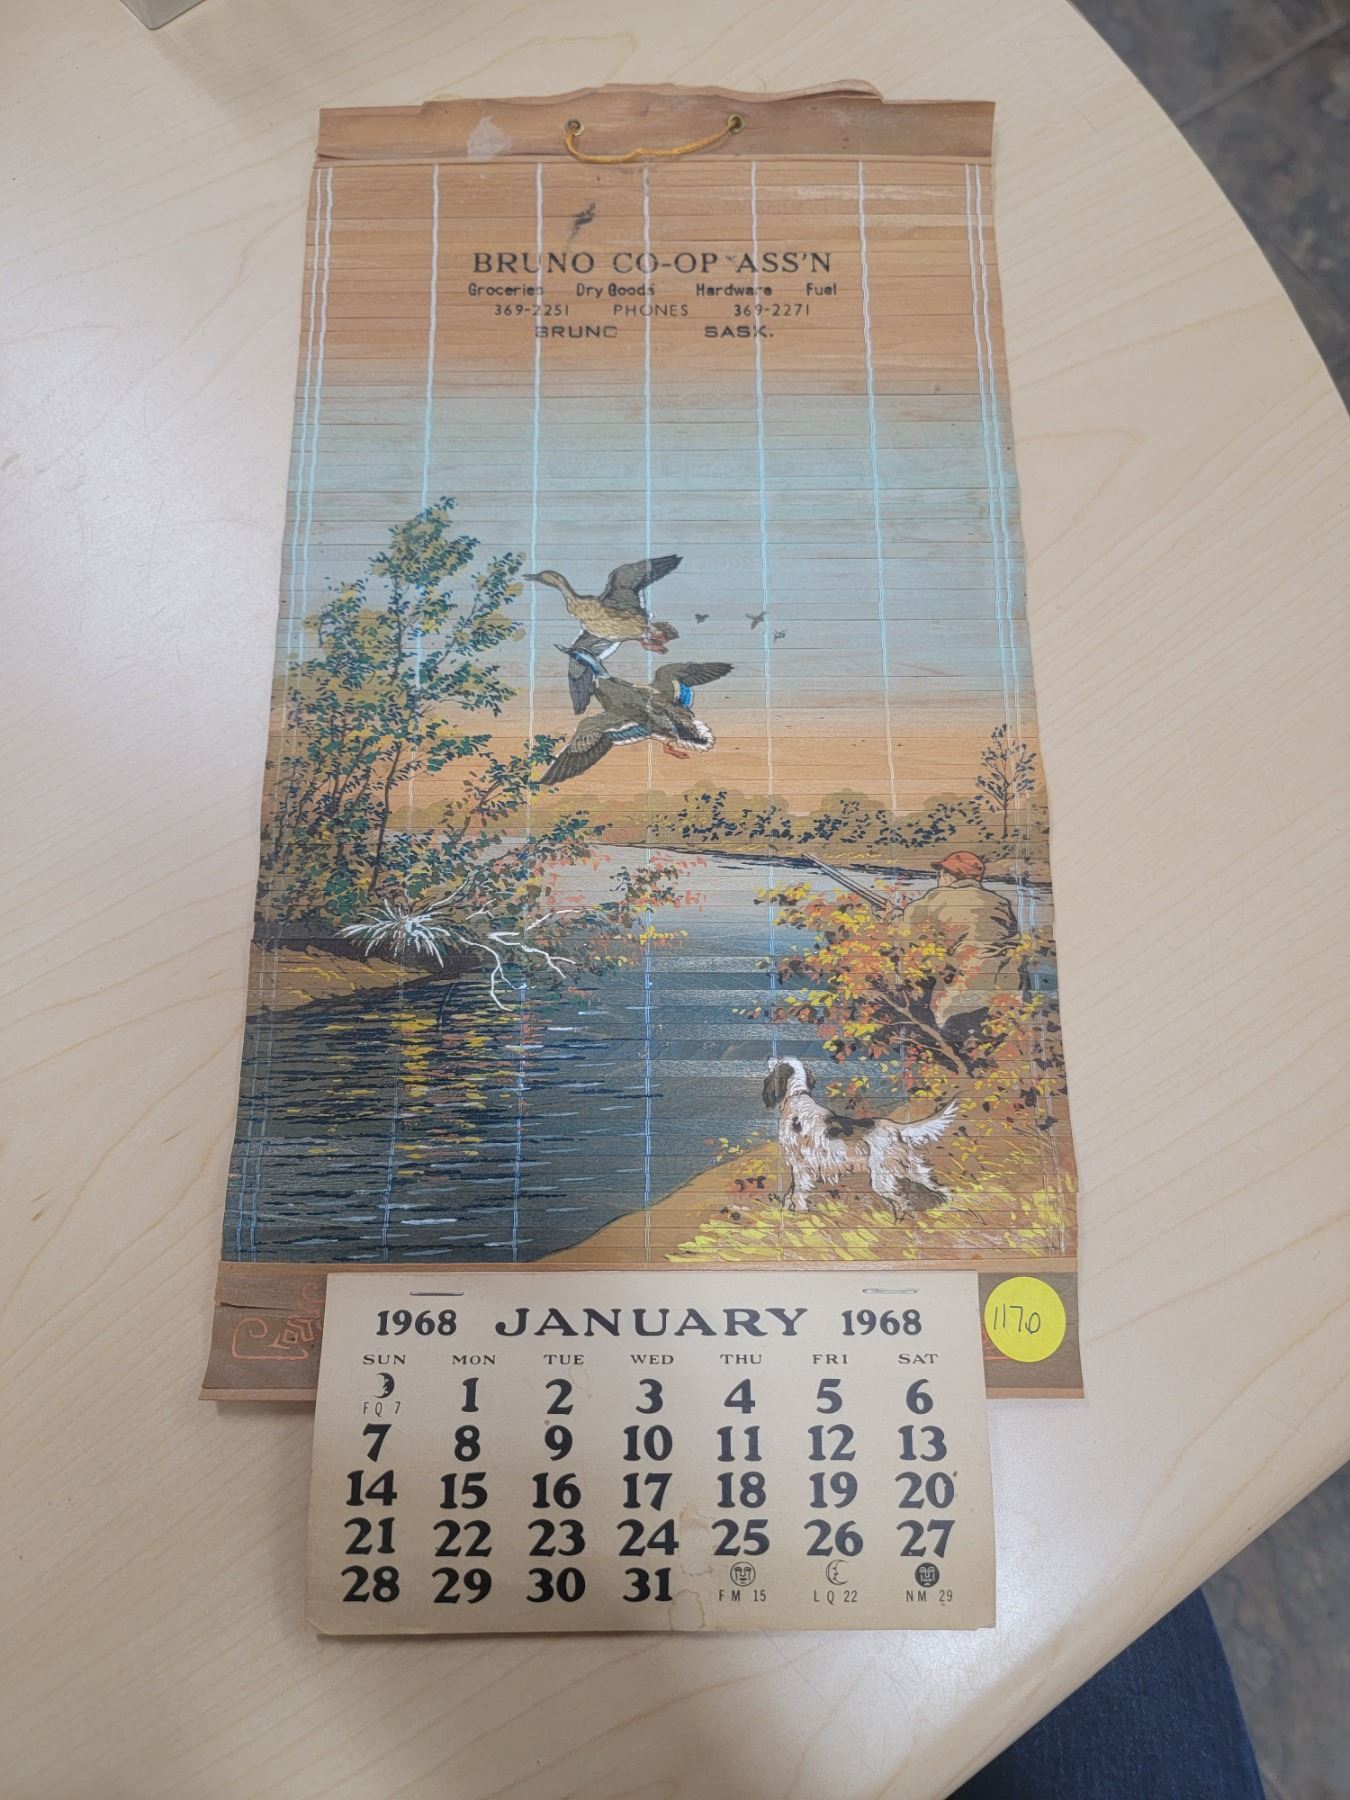 BRUNO CO-OP ASS'N
Groceries Dry Goods Hardware Fuel
369-2251 PHONES 369-2271
BRUNO SASK.
1170
1968 JANUARY 1968
SUN MON TUE WED THU FRI SAT
FQ 7 1 2 3 4 5 6
7 8 9 10 11 12 13
14 15 16 17 18 19 20
21 22 23 24 25 26 27
28 29 30 31 FM 15 LQ 22 NM 29